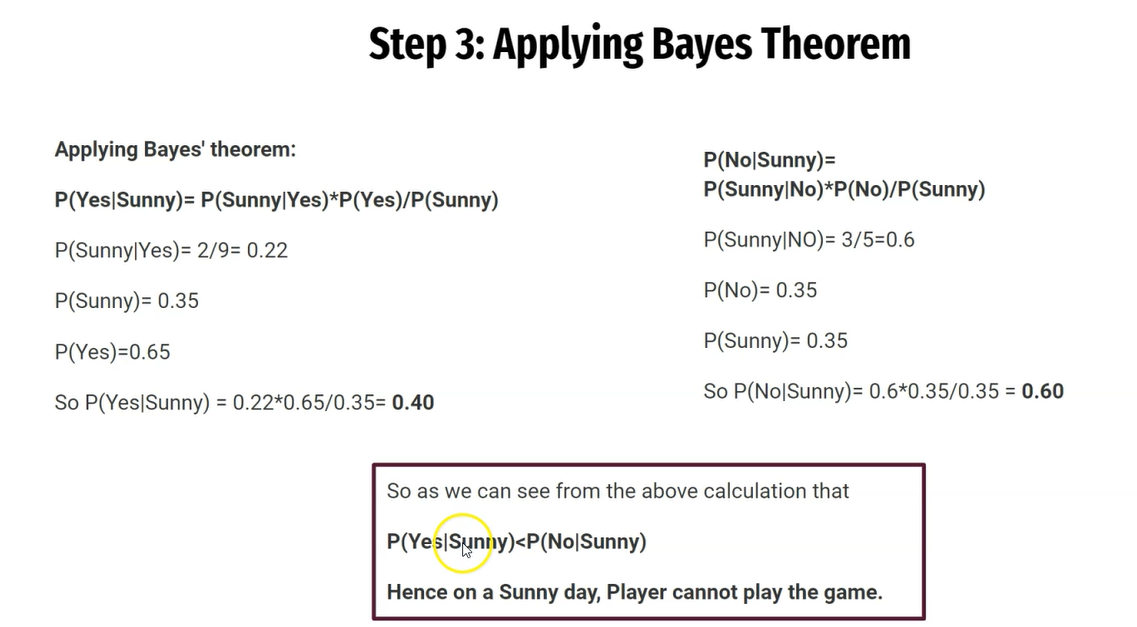 Step 3: Applying Bayes Theorem
Applying Bayes' theorem:
P(Yes|Sunny)= P(Sunny|Yes)*P(Yes)/P(Sunny)
P(Sunny|Yes)= 2/9= 0.22
P(Sunny)= 0.35
P(Yes)=0.65
So P(Yes|Sunny) = 0.22*0.65/0.35= 0.40
P(No|Sunny)=
P(Sunny|No)*P(No)/P(Sunny)
P(Sunny|NO)= 3/5=0.6
P(No)= 0.35
P(Sunny)= 0.35
So P(No|Sunny)= 0.6*0.35/0.35 = 0.60
So as we can see from the above calculation that
P(Yes|Sunny)<P(No|Sunny)
Hence on a Sunny day, Player cannot play the game.